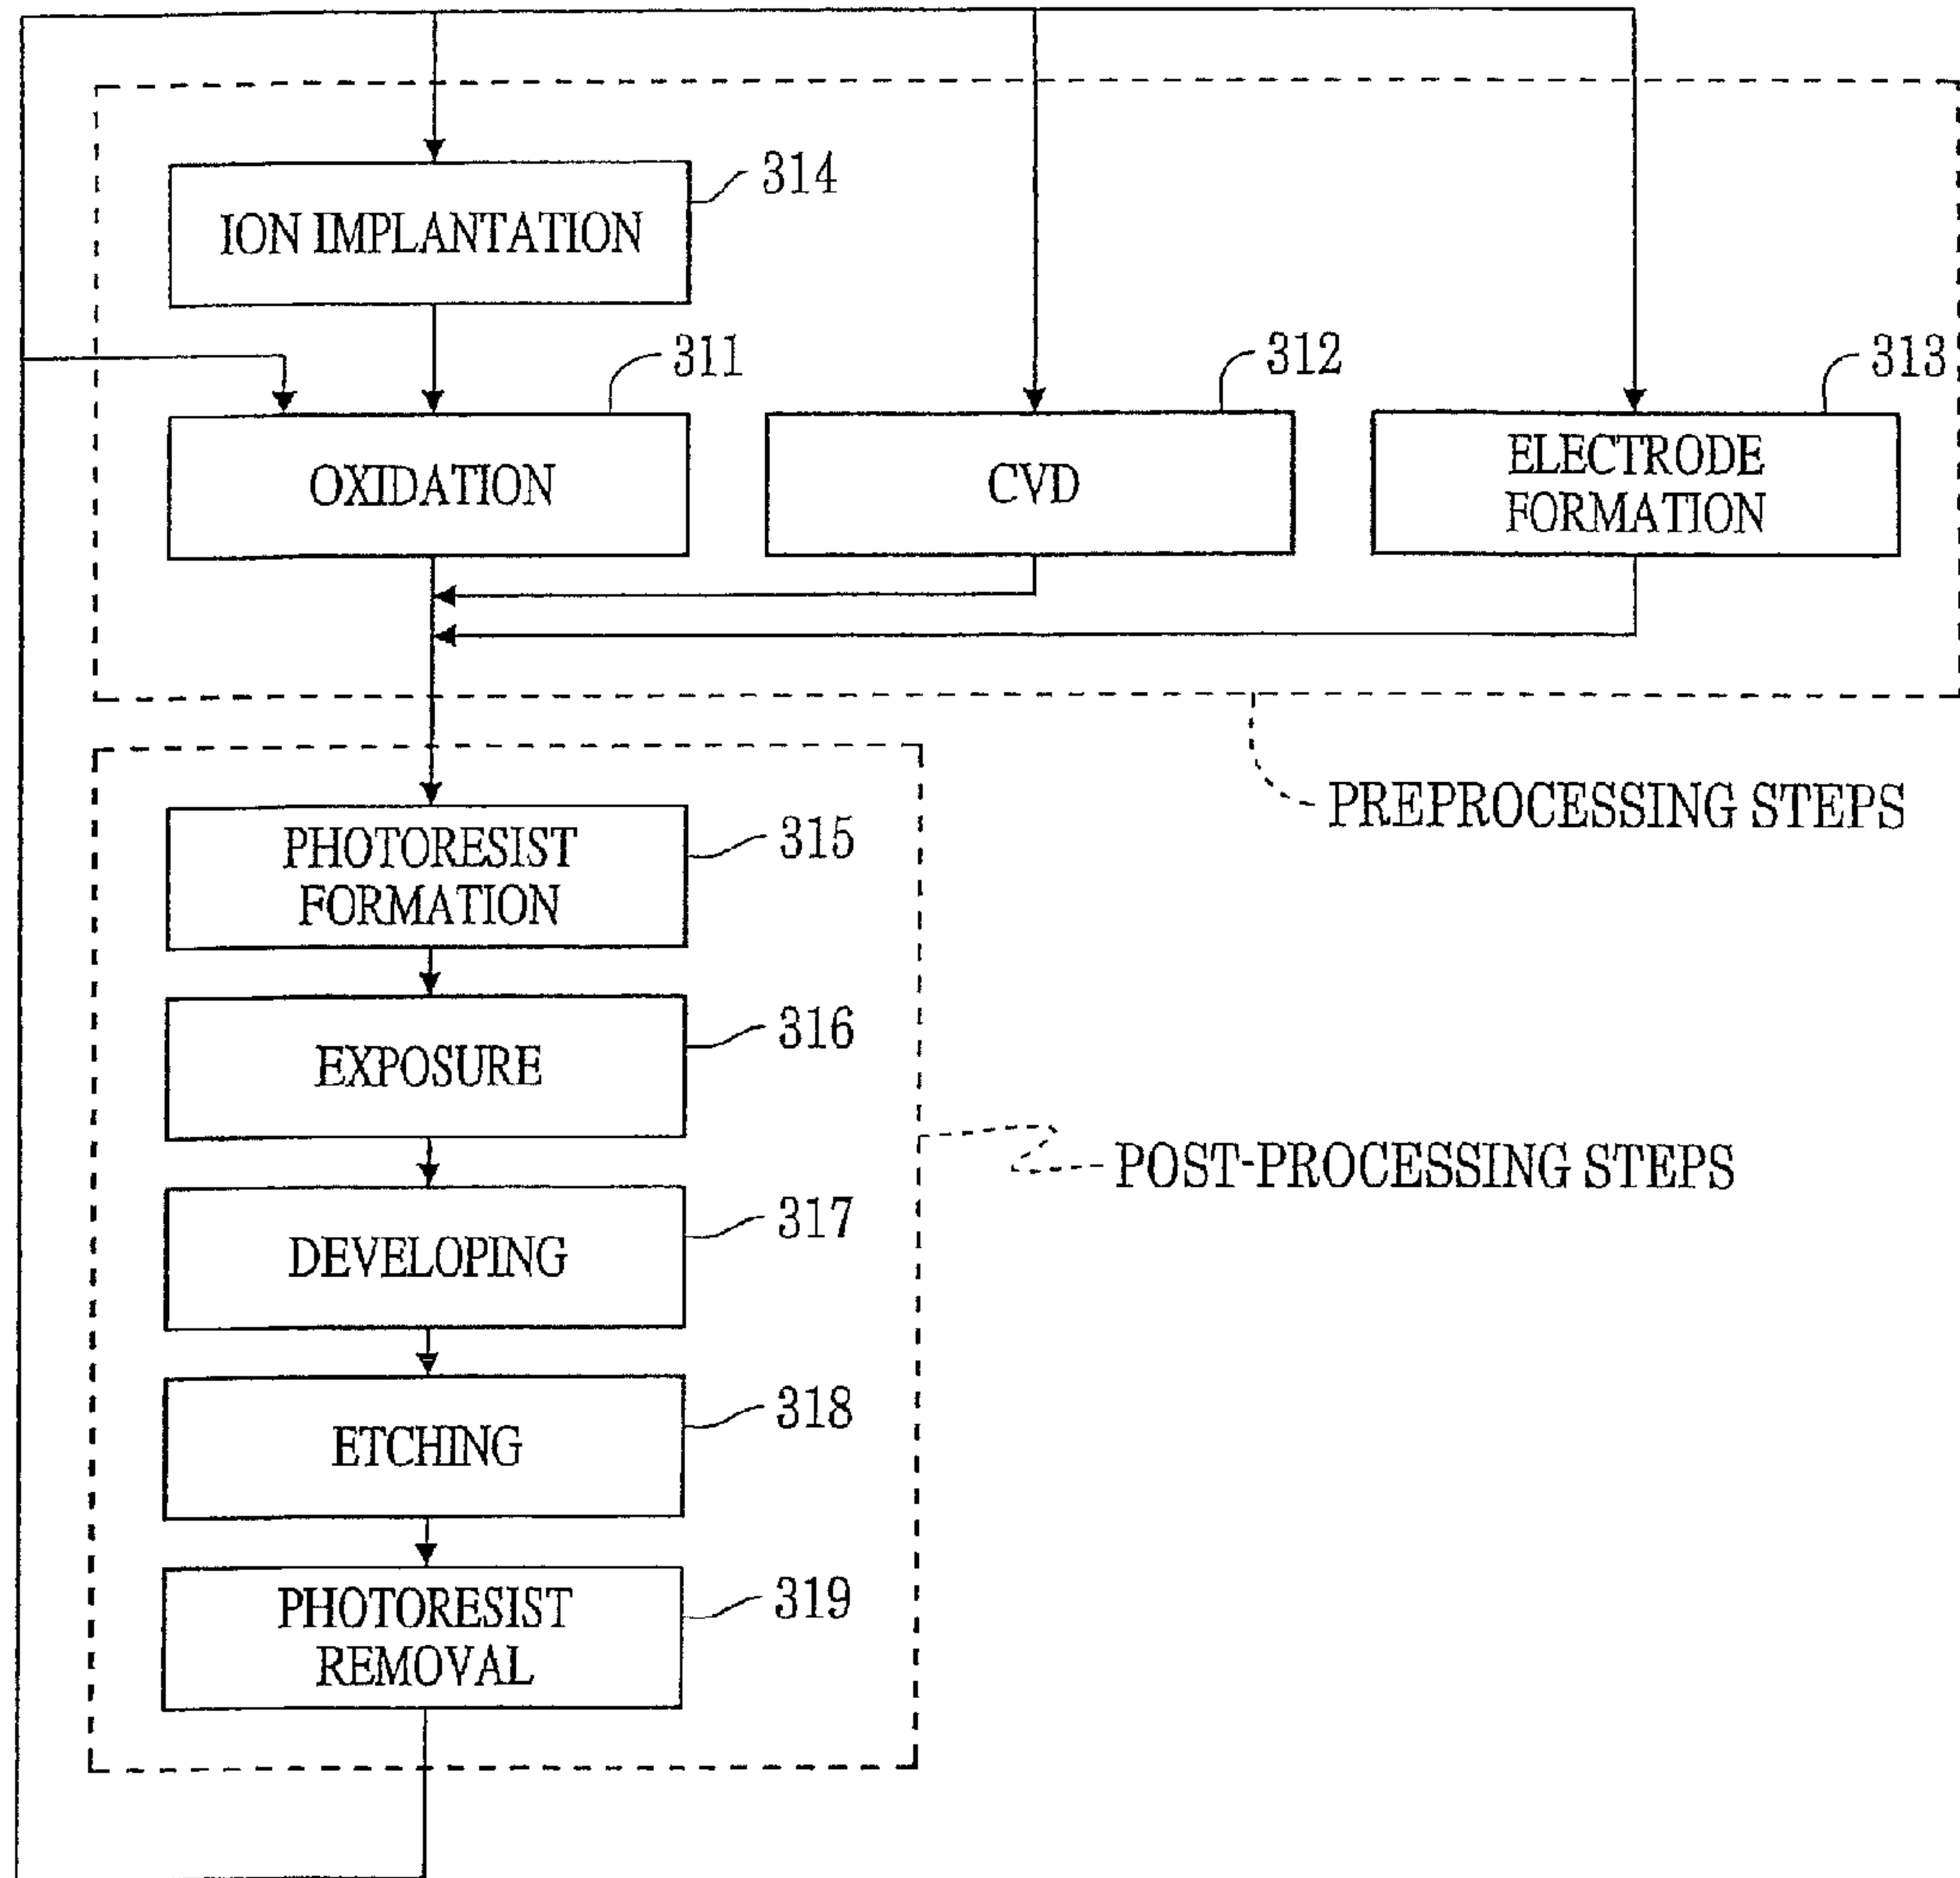 314
ION IMPLANTATION
311
312
313
OXIDATION
CVD
ELECTRODE
FORMATION
PREPROCESSING STEPS
315
PHOTORESIST
FORMATION
316
EXPOSURE
POST-PROCESSING STEPS
317
DEVELOPING
318
ETCHING
319
PHOTORESIST
REMOVAL